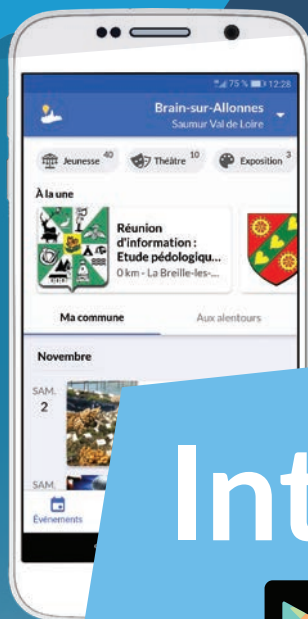 75 % 12:28
Brain-sur-Allonnes
Saumur Val de Loire
Jeunesse 40 Théâtre 10 Exposition 3
À la une
Réunion
d'information :
Etude pédologiqu...
0 km - La Breille-les-...
Ma commune Aux alentours
Novembre
SAM.
2
SAM.
Événements
Int